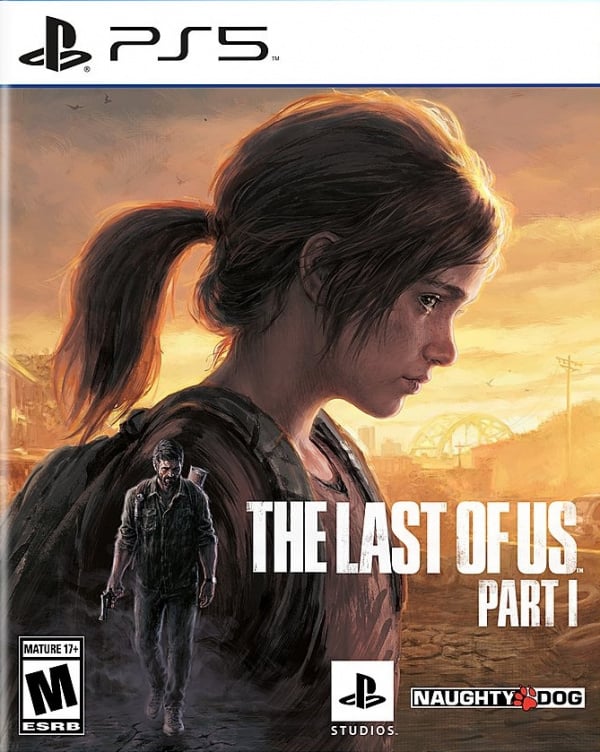 PS5
THE LAST OF US
PART I
MATURE 17+
M
ESRB
STUDIOS
NAUGHTY DOG